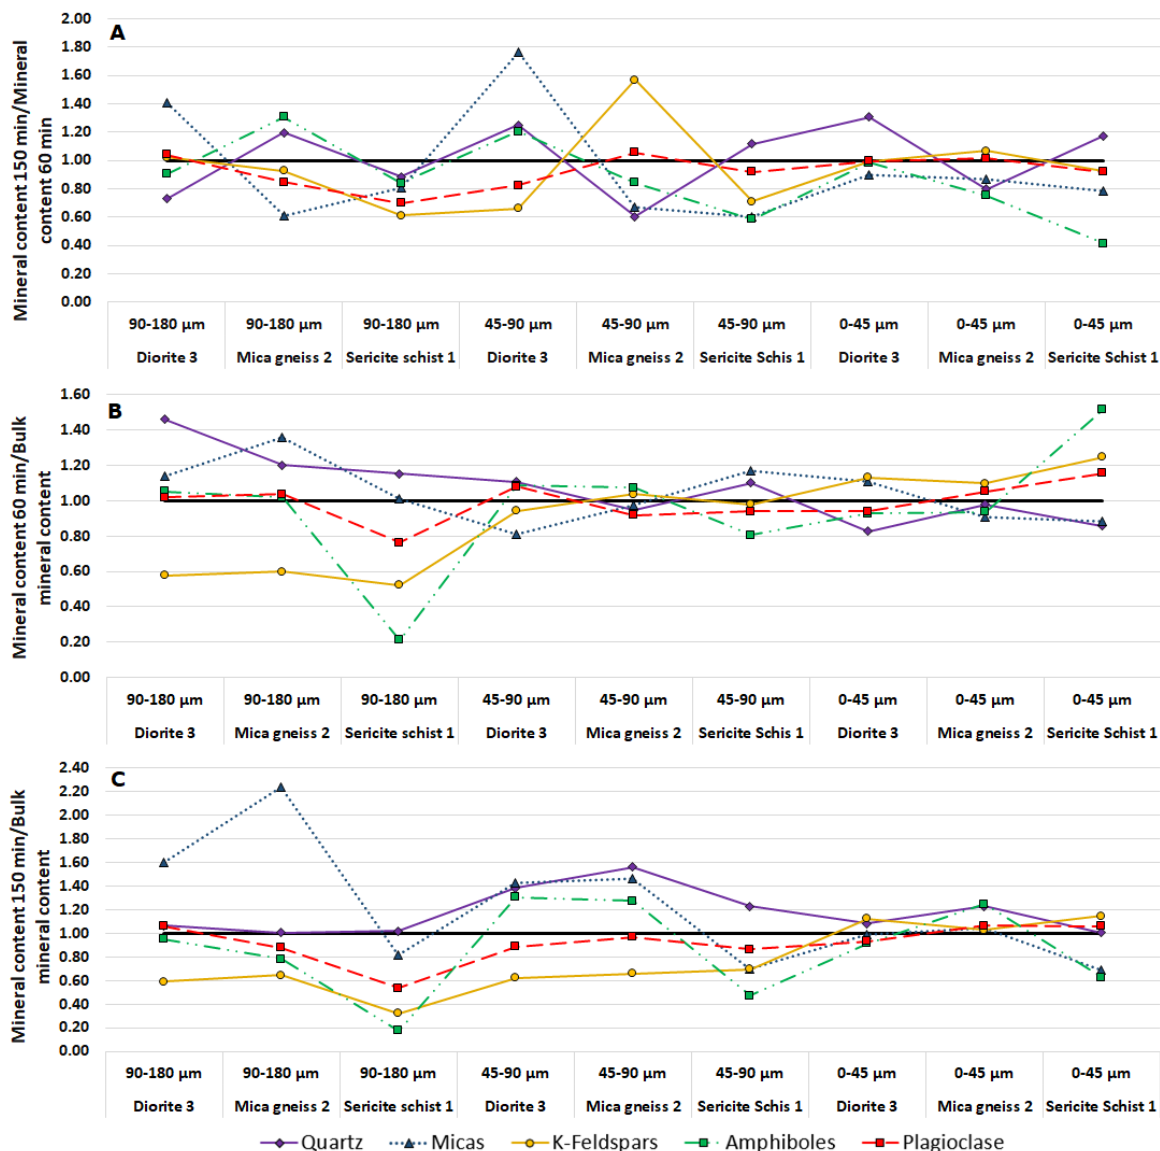 A
Mineral content 150 min/Mineral
content 60 min
2.00
1.80
1.60
1.40
1.20
1.00
0.80
0.60
0.40
0.20
0.00
90-180 µm 90-180 µm 90-180 µm 45-90 µm 45-90 µm 45-90 µm 0-45 µm 0-45 µm 0-45 µm
Diorite 3 Mica gneiss 2 Sericite schist 1 Diorite 3 Mica gneiss 2 Sericite Schis 1 Diorite 3 Mica gneiss 2 Sericite Schist 1
B
Mineral content 60 min/Bulk
mineral content
1.60
1.40
1.20
1.00
0.80
0.60
0.40
0.20
0.00
90-180 µm 90-180 µm 90-180 µm 45-90 µm 45-90 µm 45-90 µm 0-45 µm 0-45 µm 0-45 µm
Diorite 3 Mica gneiss 2 Sericite schist 1 Diorite 3 Mica gneiss 2 Sericite Schis 1 Diorite 3 Mica gneiss 2 Sericite Schist 1
C
Mineral content 150 min/Bulk
mineral content
2.40
2.20
2.00
1.80
1.60
1.40
1.20
1.00
0.80
0.60
0.40
0.20
0.00
90-180 µm 90-180 µm 90-180 µm 45-90 µm 45-90 µm 45-90 µm 0-45 µm 0-45 µm 0-45 µm
Diorite 3 Mica gneiss 2 Sericite schist 1 Diorite 3 Mica gneiss 2 Sericite Schis 1 Diorite 3 Mica gneiss 2 Sericite Schist 1
Quartz Micas K-Feldspars Amphiboles Plagioclase